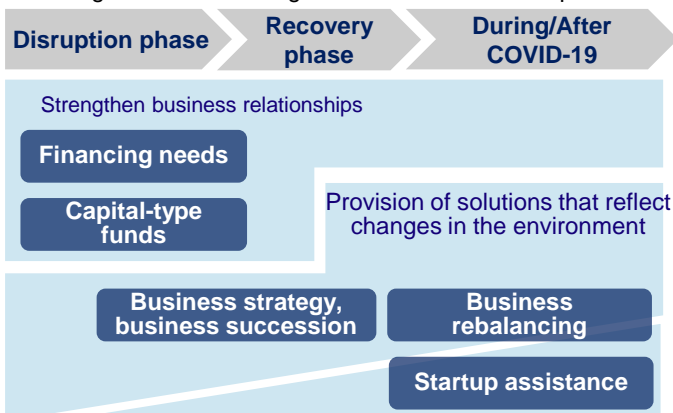 Disruption phase
Recovery
phase
During/After
COVID-19
Strengthen business relationships
Financing needs
Capital-type
funds
Provision of solutions that reflect
changes in the environment
Business strategy,
business succession
Business
rebalancing
Startup assistance